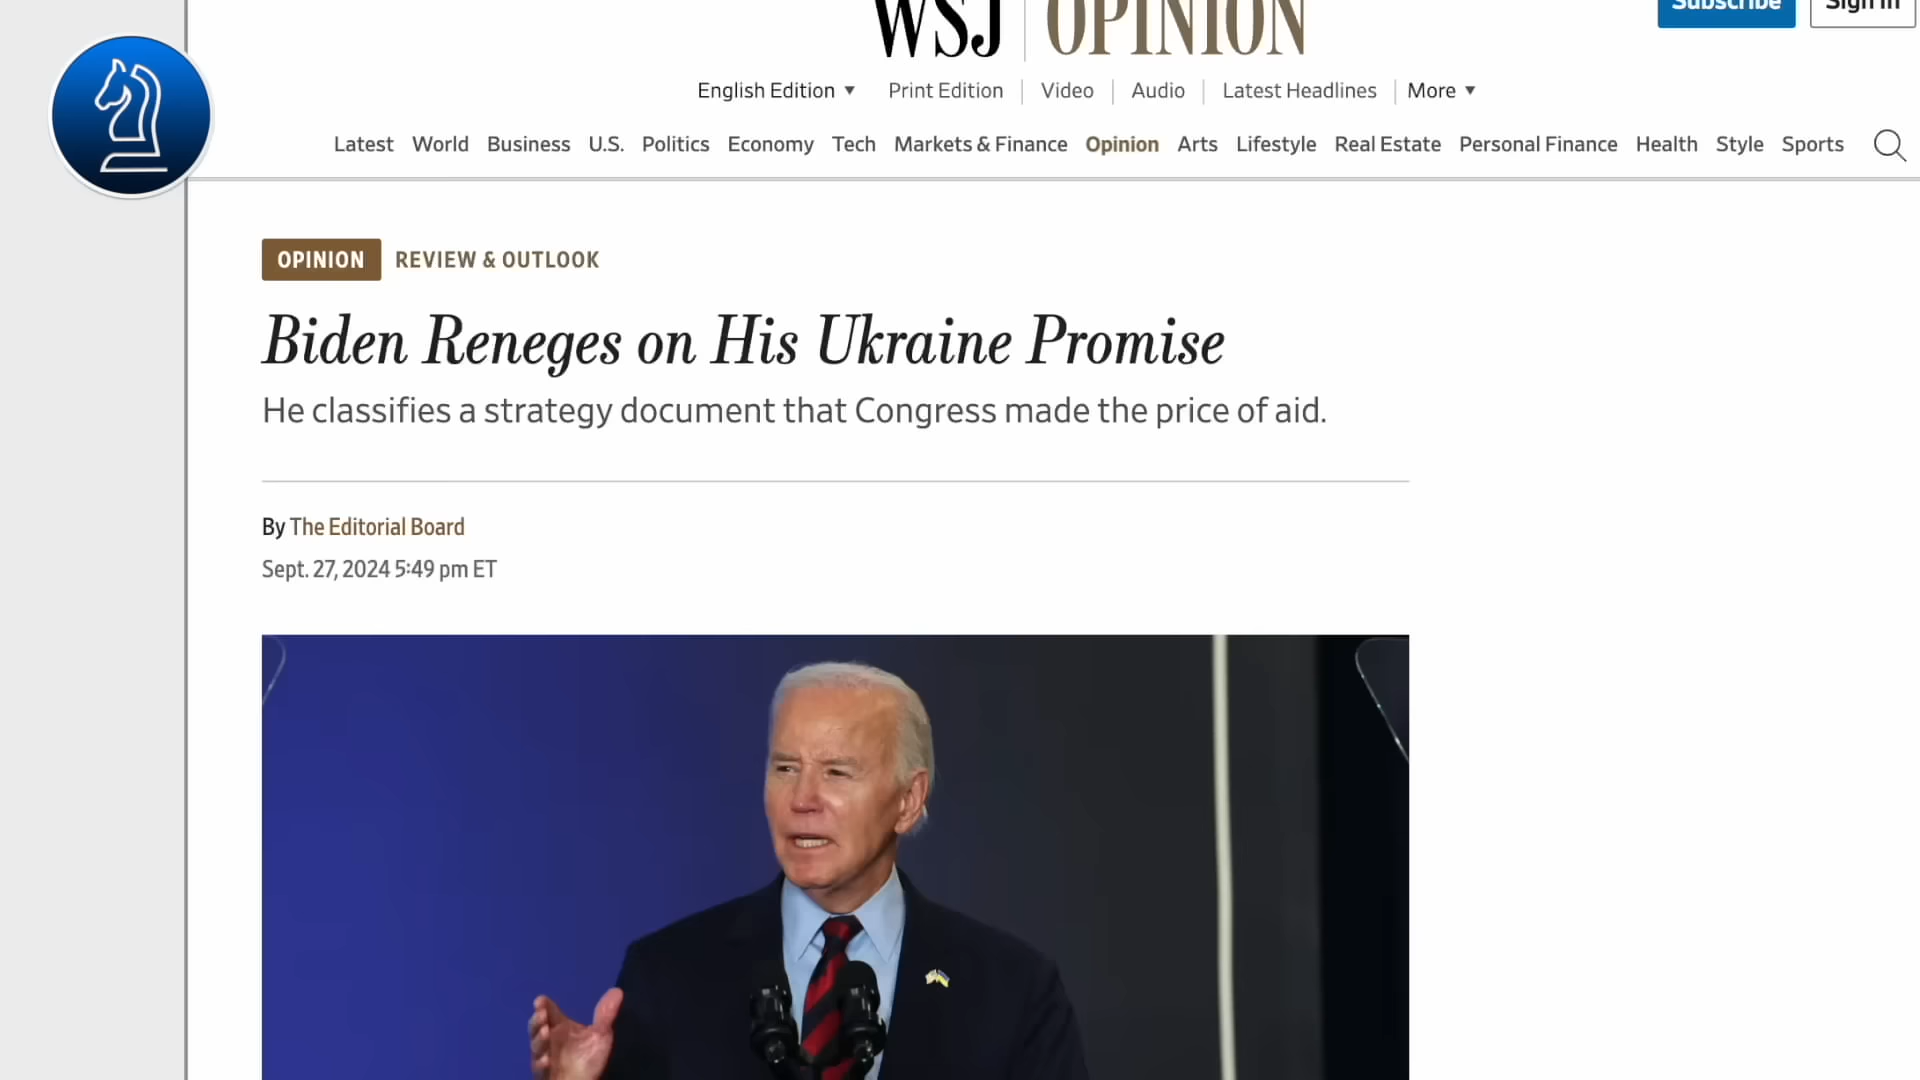 WSJ OPINION
Subscribe Sign In
English Edition Print Edition Video Audio Latest Headlines More
Latest World Business U.S. Politics Economy Tech Markets & Finance Opinion Arts Lifestyle Real Estate Personal Finance Health Style Sports
OPINION REVIEW & OUTLOOK
Biden Reneges on His Ukraine Promise
He classifies a strategy document that Congress made the price of aid.
By The Editorial Board
Sept. 27, 2024 5:49 pm ET